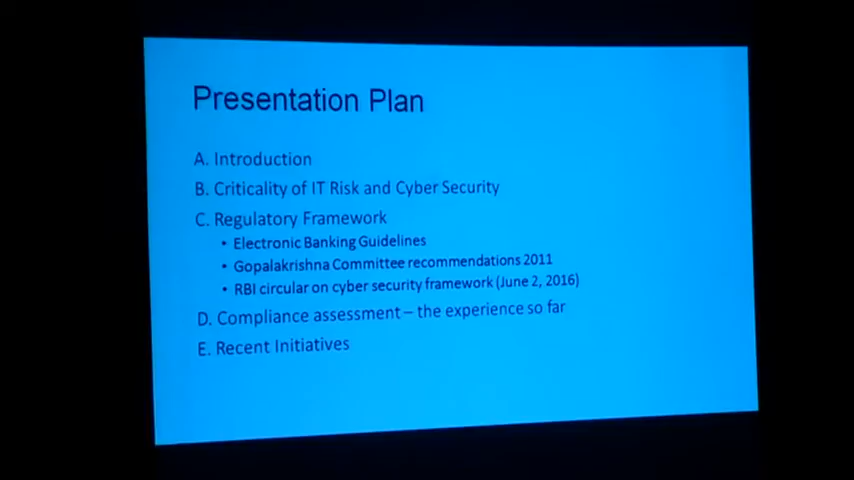 Presentation Plan
A. Introduction
B. Criticality of IT Risk and Cyber Security
C. Regulatory Framework
• Electronic Banking Guidelines
• Gopalakrishna Committee recommendations 2011
• RBI circular on cyber security framework (June 2, 2016)
D. Compliance assessment – the experience so far
E. Recent Initiatives